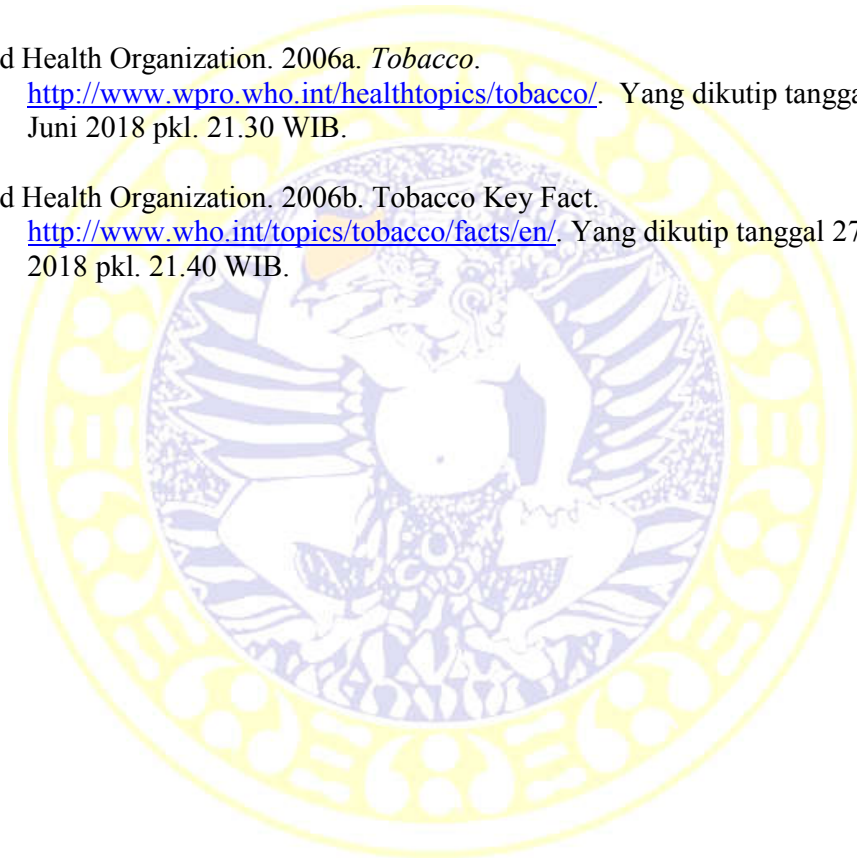 d Health Organization. 2006a. Tobacco.
http://www.wpro.who.int/healthtopics/tobacco/. Yang dikutip tangga
Juni 2018 pkl. 21.30 WIB.
d Health Organization. 2006b. Tobacco Key Fact.
http://www.who.int/topics/tobacco/facts/en/. Yang dikutip tanggal 27
2018 pkl. 21.40 WIB.